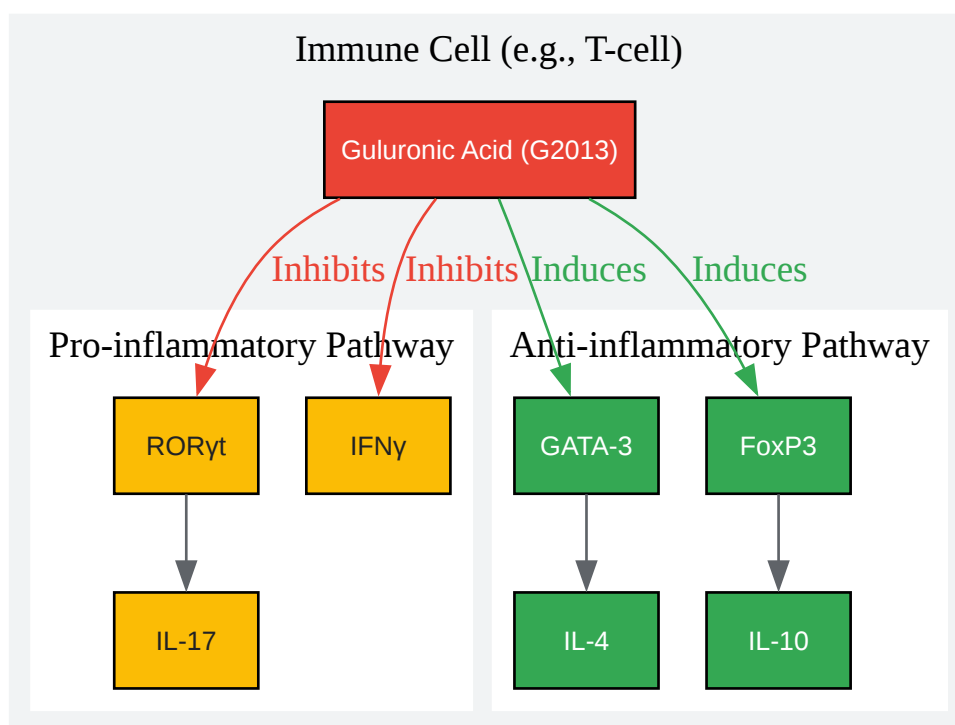 Immune Cell (e.g., T-cell)
Guluronic Acid (G2013)
Inhibits Inhibits Induces Induces
Pro-inflammatory Pathway Anti-inflammatory Pathway
RORγt IFNγ GATA-3 FoxP3
IL-17 IL-4 IL-10